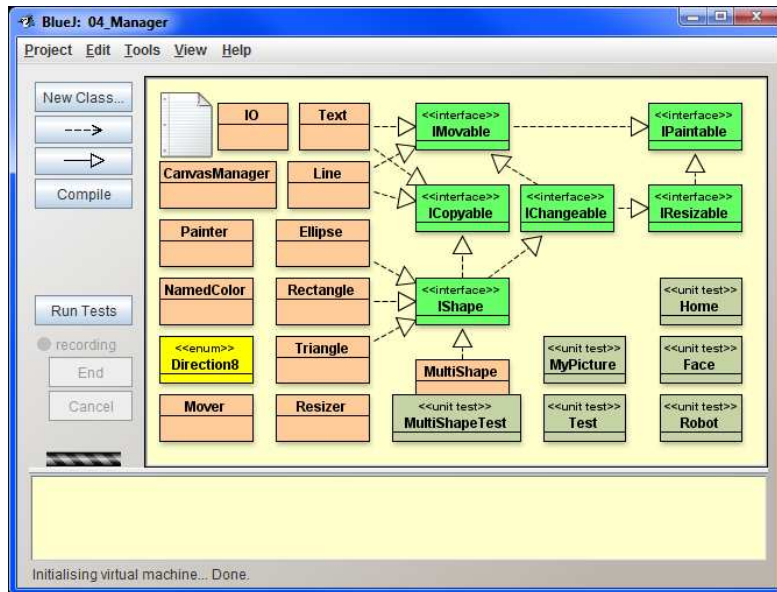 BlueJ: 04_Manager
Project Edit Tools View Help
New Class...
Compile
Run Tests
recording
End
Cancel
IO
Text
<<interface>>
IMovable
<<interface>>
IPaintable
CanvasManager
Line
<<interface>>
ICopyable
<<interface>>
IChangeable
<<interface>>
IResizable
Painter
Ellipse
NamedColor
Rectangle
<<interface>>
IShape
<<unit test>>
Home
<<enum>>
Direction8
Triangle
MultiShape
<<unit test>>
MyPicture
<<unit test>>
Face
Mover
Resizer
<<unit test>>
MultiShapeTest
<<unit test>>
Test
<<unit test>>
Robot
Initialising virtual machine... Done.